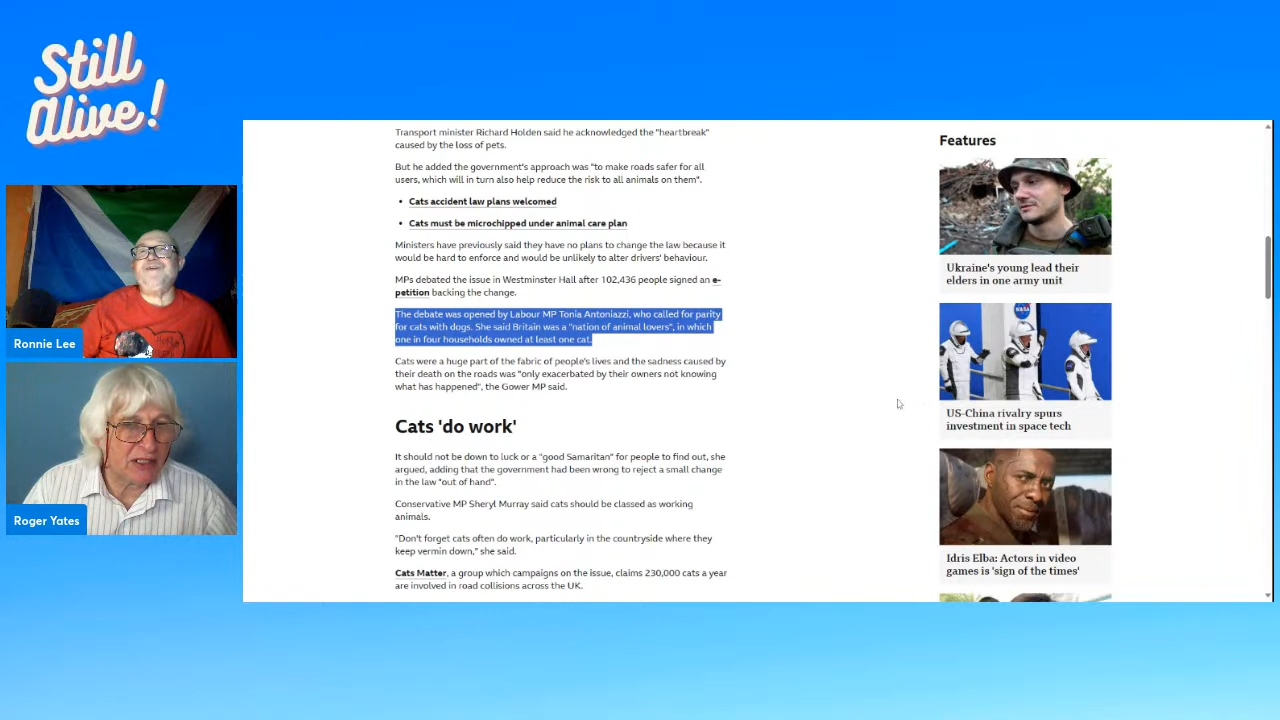 Still
alive!
Ronnie Lee
Roger Yates
Transport minister Richard Holden said he acknowledged the "heartbreak"
caused by the loss of pets.
But he added the government's approach was "to make roads safer for all
users, which will in turn also help reduce the risk to all animals on them".
• Cats accident law plans welcomed
• Cats must be microchipped under animal care plan
Ministers have previously said they have no plans to change the law because it
would be hard to enforce and would be unlikely to alter drivers' behaviour.
MPs debated the issue in Westminster Hall after 102,436 people signed an e-
petition backing the change.
The debate was opened by Labour MP Tonia Antoniazzi, who called for parity
for cats with dogs. She said Britain was a "nation of animal lovers", in which
one in four households owned at least one cat.
Cats were a huge part of the fabric of people's lives and the sadness caused by
their death on the roads was "only exacerbated by their owners not knowing
what has happened", the Gower MP said.
Cats 'do work'
It should not be down to luck or a "good Samaritan" for people to find out, she
argued, adding that the government had been wrong to reject a small change
in the law "out of hand".
Conservative MP Sheryl Murray said cats should be classed as working
animals.
"Don't forget cats often do work, particularly in the countryside where they
keep vermin down," she said.
Cats Matter, a group which campaigns on the issue, claims 230,000 cats a year
are involved in road collisions across the UK.
Features
Ukraine's young lead their
elders in one army unit
NASA
US-China rivalry spurs
investment in space tech
Idris Elba: Actors in video
games is 'sign of the times'